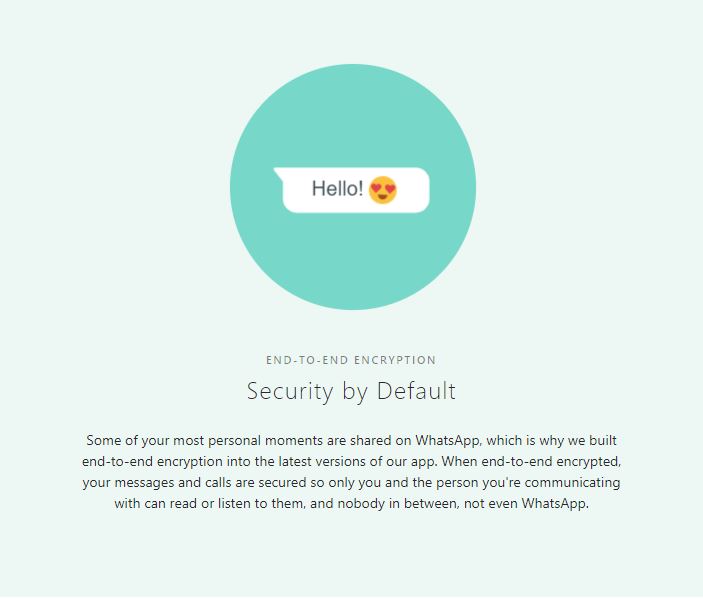 Hello! 😍
END-TO-END ENCRYPTION
Security by Default
Some of your most personal moments are shared on WhatsApp, which is why we built
end-to-end encryption into the latest versions of our app. When end-to-end encrypted,
your messages and calls are secured so only you and the person you're communicating
with can read or listen to them, and nobody in between, not even WhatsApp.